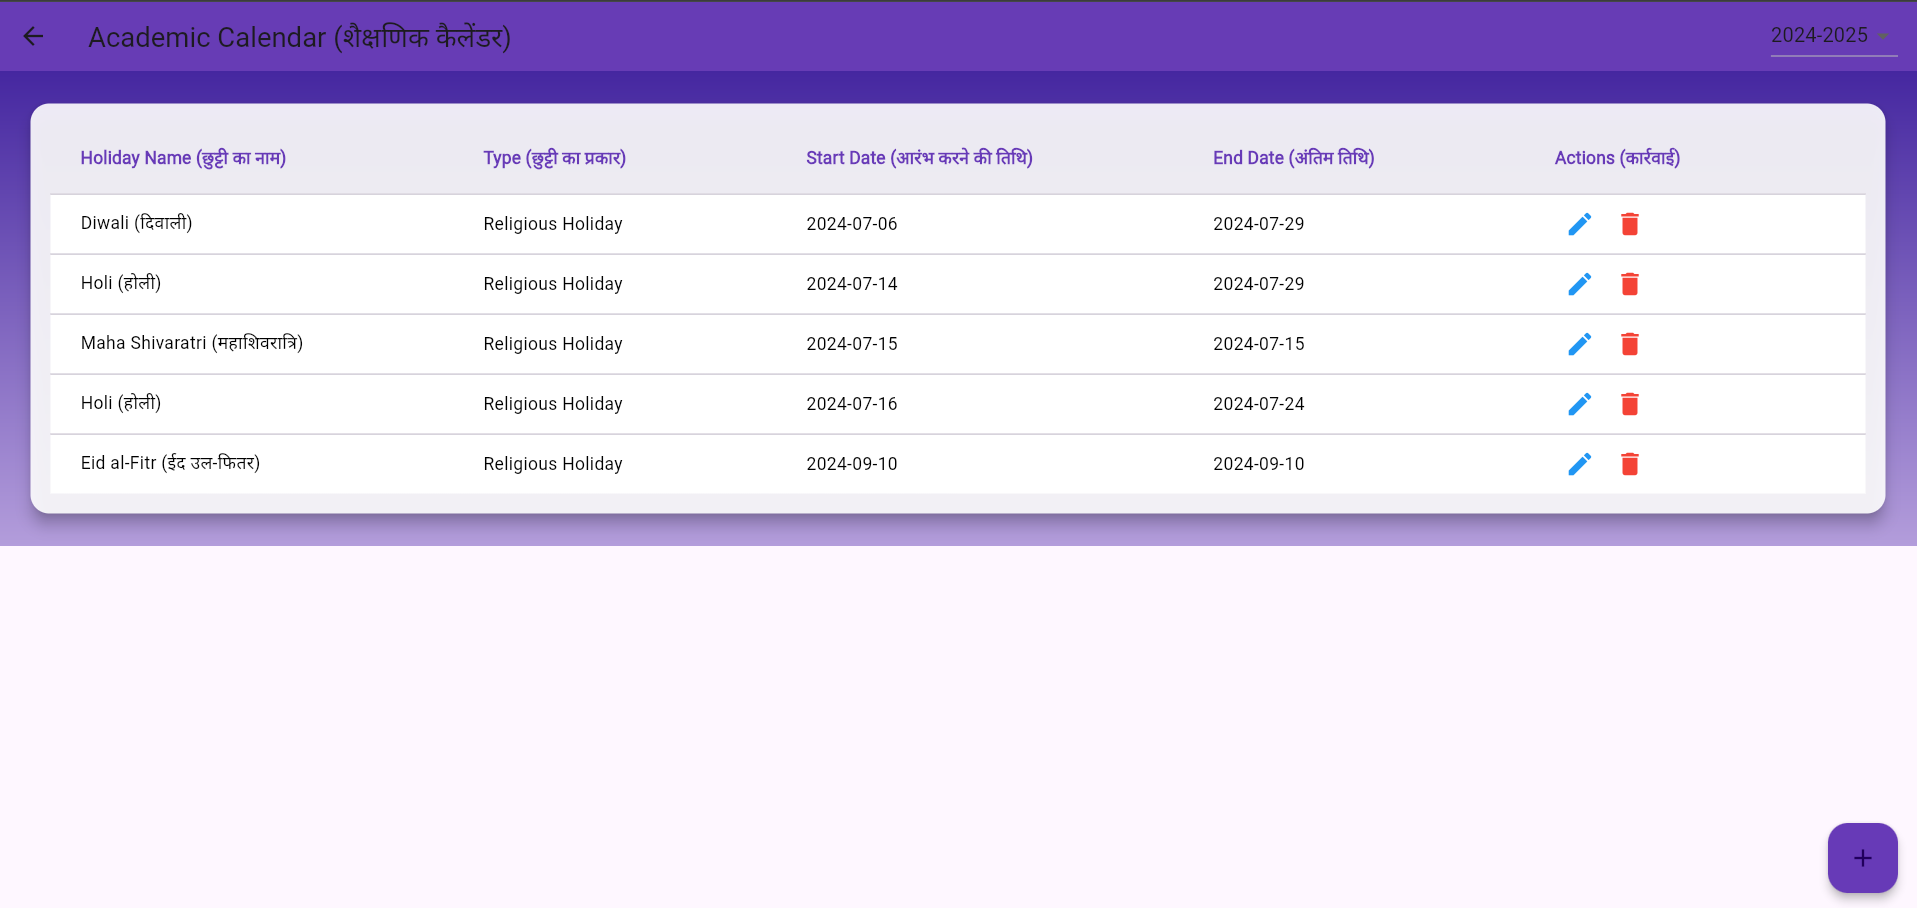 Academic Calendar (शैक्षणिक कैलेंडर)
2024-2025
Holiday Name (छुट्टी का नाम) Type (छुट्टी का प्रकार) Start Date (आरंभ करने की तिथि) End Date (अंतिम तिथि) Actions (कार्रवाई)
Diwali (दिवाली) Religious Holiday 2024-07-06 2024-07-29
Holi (होली) Religious Holiday 2024-07-14 2024-07-29
Maha Shivaratri (महाशिवरात्रि) Religious Holiday 2024-07-15 2024-07-15
Holi (होली) Religious Holiday 2024-07-16 2024-07-24
Eid al-Fitr (ईद उल-फितर) Religious Holiday 2024-09-10 2024-09-10